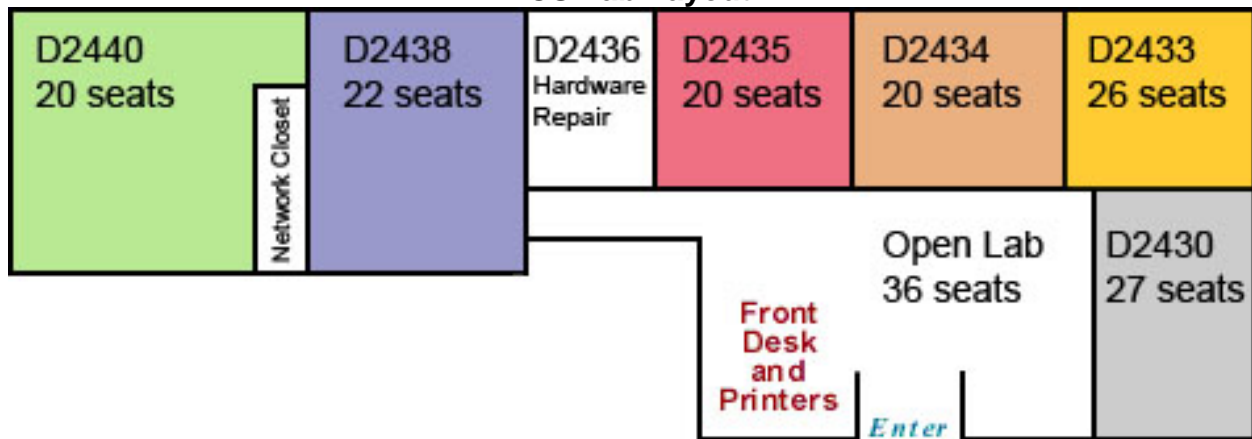 D2440
20 seats
Network Closet
D2438
22 seats
D2436
Hardware
Repair
D2435
20 seats
D2434
20 seats
D2433
26 seats
Open Lab
36 seats
D2430
27 seats
Front
Desk
and
Printers
Enter